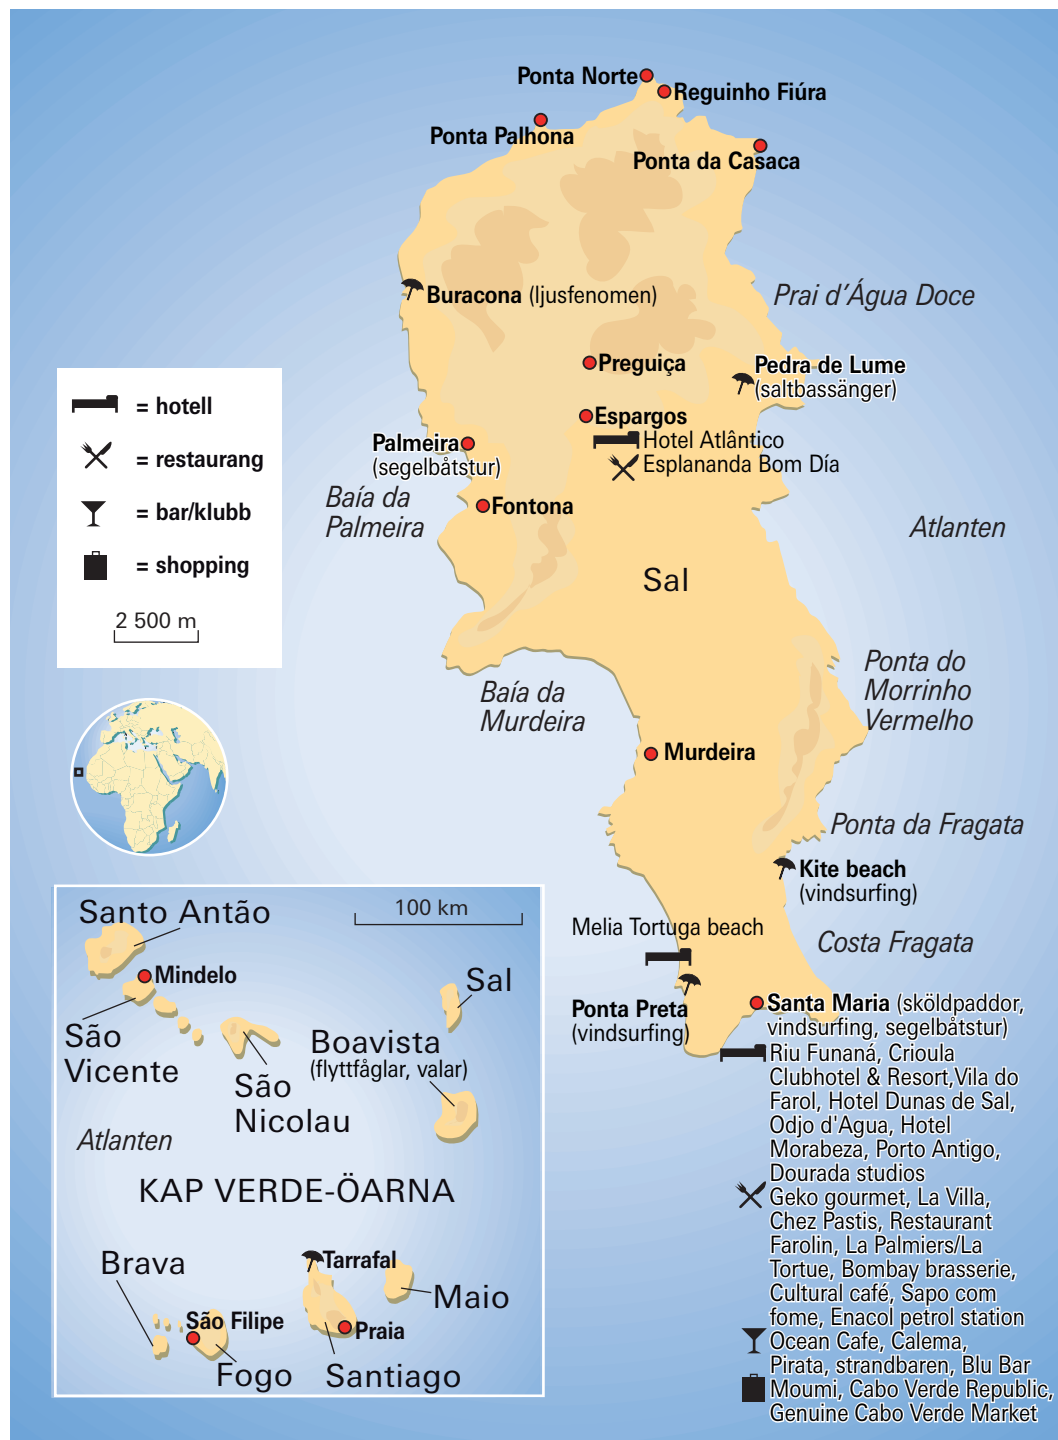 Ponta Norte
Reguinho Fiúra
Ponta Palhona
Ponta da Casaca
Buracona (ljusfenomen)
Prai d'Água Doce
Preguiça
Pedra de Lume
(saltbassänger)
Espargos
Hotel Atlântico
Esplananda Bom Día
Palmeira
(segelbåtstur)
Baía da
Palmeira
Fontona
Atlanten
Sal
= hotell
= restaurang
= bar/klubb
= shopping
2 500 m
Baía da
Murdeira
Ponta do
Morrinho
Vermelho
Murdeira
Ponta da Fragata
Kite beach
(vindsurfing)
Melia Tortuga beach
Costa Fragata
Ponta Preta
(vindsurfing)
Santa Maria (sköldpaddor,
vindsurfing, segelbåtstur)
Riu Funaná, Crioula
Clubhotel & Resort,Vila do
Farol, Hotel Dunas de Sal,
Odjo d'Agua, Hotel
Morabeza, Porto Antigo,
Dourada studios
Geko gourmet, La Villa,
Chez Pastis, Restaurant
Farolin, La Palmiers/La
Tortue, Bombay brasserie,
Cultural café, Sapo com
fome, Enacol petrol station
Ocean Cafe, Calema,
Pirata, strandbaren, Blu Bar
Moumi, Cabo Verde Republic,
Genuine Cabo Verde Market
Santo Antão
100 km
Mindelo
Sal
São
Vicente
Boavista
(flyttfåglar, valar)
São
Nicolau
Atlanten
KAP VERDE-ÖARNA
Brava
Tarrafal
Maio
São Filipe
Praia
Fogo
Santiago